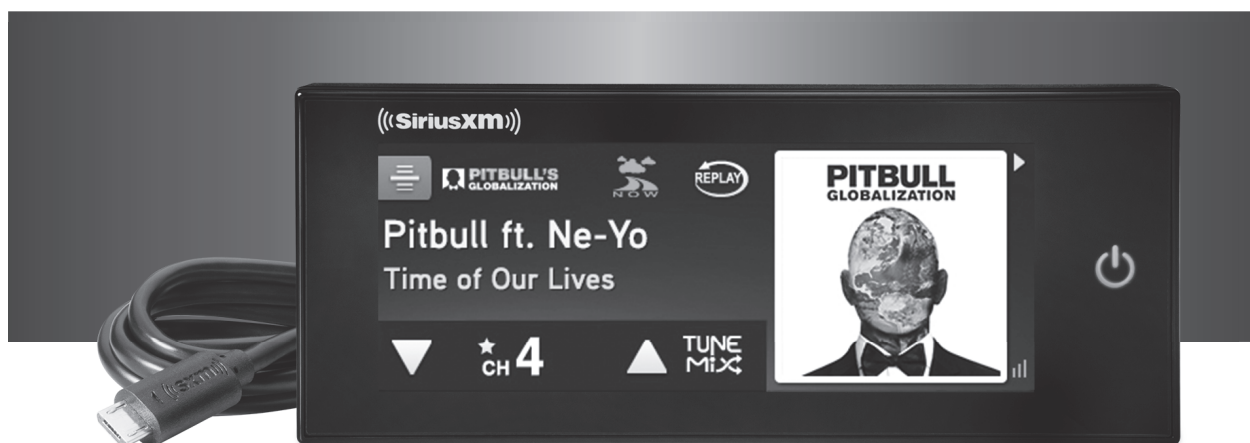 ((SiriusXM))
PITBULL'S
GLOBALIZATION
NOW
REPLAY
Pitbull ft. Ne-Yo
Time of Our Lives
★
CH 4
TUNE
MiX
PITBULL
GLOBALIZATION
((sxm))